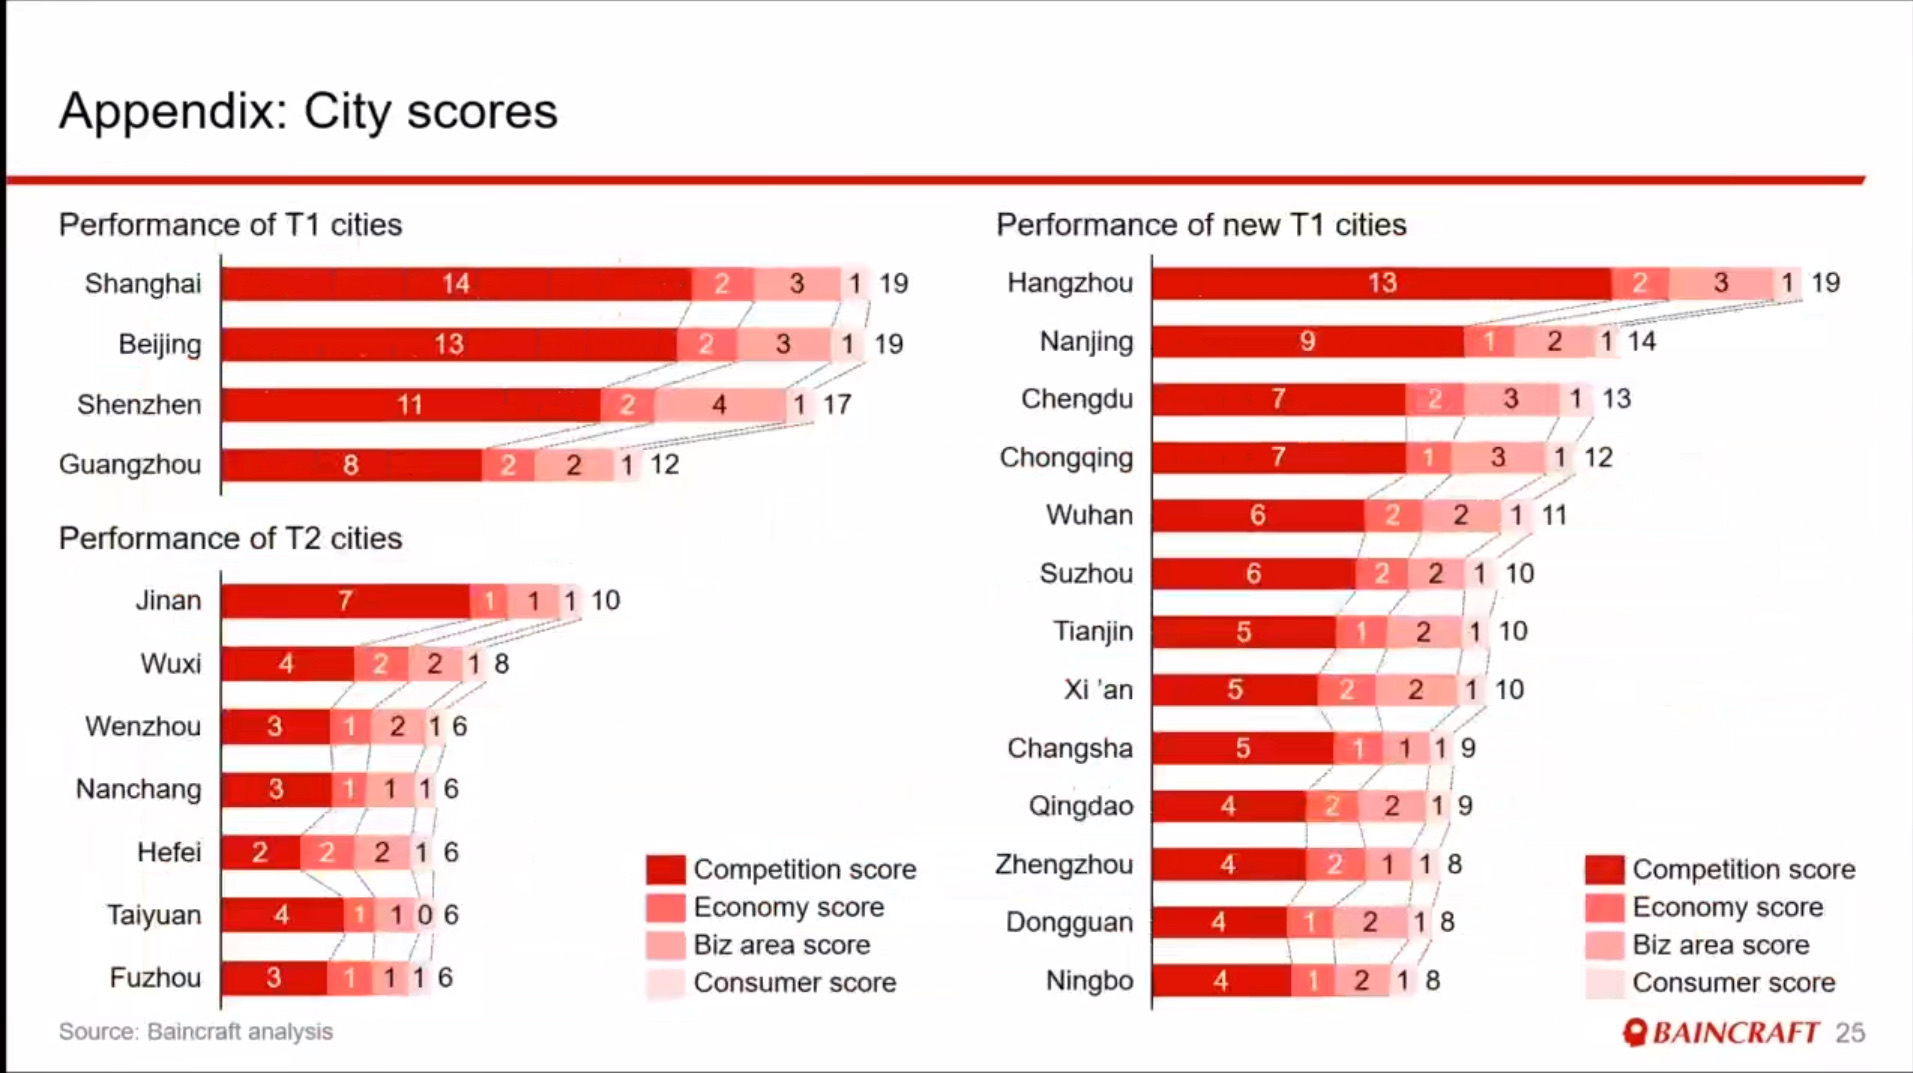 Appendix: City scores
Performance of T1 cities
Shanghai 14 2 3 1 19
Beijing 13 2 3 1 19
Shenzhen 11 2 4 1 17
Guangzhou 8 2 2 1 12
Performance of T2 cities
Jinan 7 1 1 1 10
Wuxi 4 2 2 1 8
Wenzhou 3 1 2 1 6
Nanchang 3 1 1 1 6
Hefei 2 2 2 1 6
Taiyuan 4 1 1 0 6
Fuzhou 3 1 1 1 6
Competition score
Economy score
Biz area score
Consumer score
Performance of new T1 cities
Hangzhou 13 2 3 1 19
Nanjing 9 1 2 1 14
Chengdu 7 2 3 1 13
Chongqing 7 1 3 1 12
Wuhan 6 2 2 1 11
Suzhou 6 2 2 1 10
Tianjin 5 1 2 1 10
Xi 'an 5 2 2 1 10
Changsha 5 1 1 1 9
Qingdao 4 2 2 1 9
Zhengzhou 4 2 1 1 8
Dongguan 4 1 2 1 8
Ningbo 4 1 2 1 8
Competition score
Economy score
Biz area score
Consumer score
Source: Baincraft analysis
BAINCRAFT 25